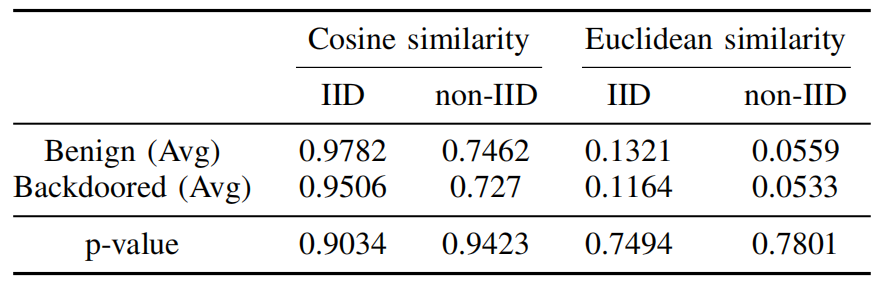 Cosine similarity Euclidean similarity
IID non-IID IID non-IID
Benign (Avg) 0.9782 0.7462 0.1321 0.0559
Backdoored (Avg) 0.9506 0.727 0.1164 0.0533
p-value 0.9034 0.9423 0.7494 0.7801